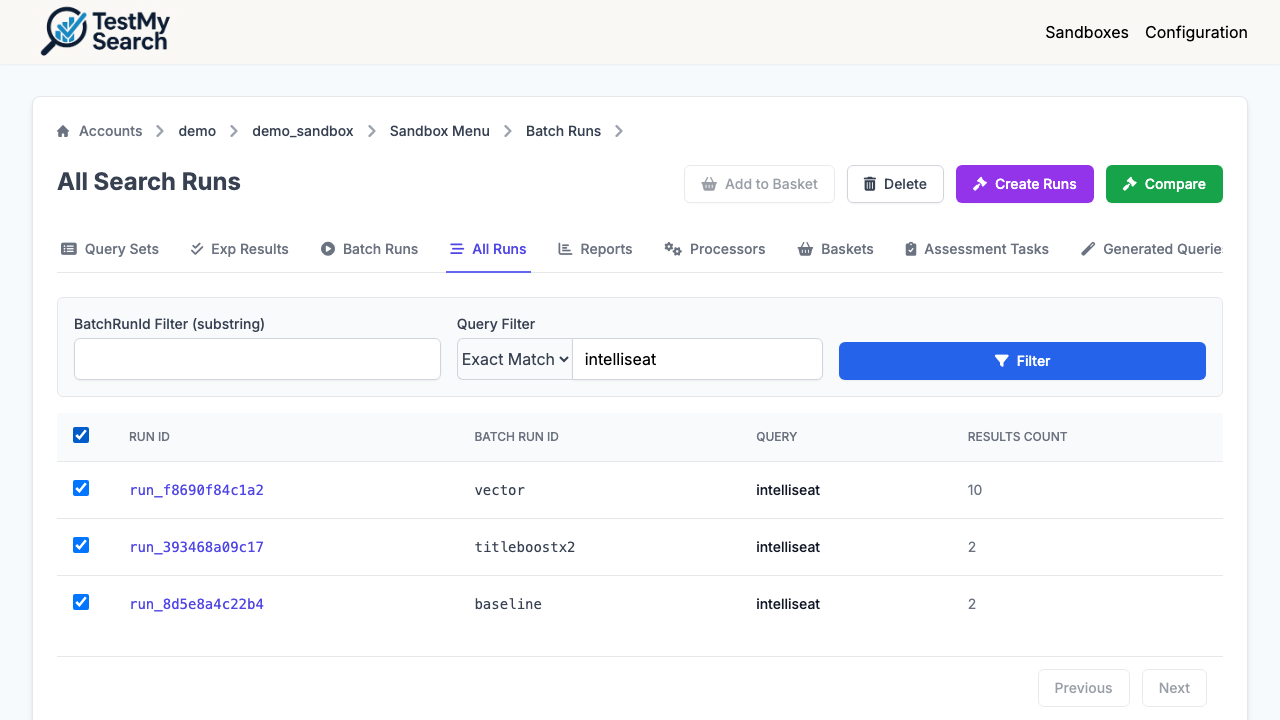 TestMy
Search
Sandboxes Configuration
Accounts demo demo_sandbox Sandbox Menu Batch Runs
All Search Runs
Add to Basket Delete Create Runs Compare
Query Sets Exp Results Batch Runs All Runs Reports Processors Baskets Assessment Tasks Generated Querie
BatchRunId Filter (substring) Query Filter
Exact Match intelliseat Filter
RUN ID BATCH RUN ID QUERY RESULTS COUNT
run_f8690f84c1a2 vector intelliseat 10
run_393468a09c17 titleboostx2 intelliseat 2
run_8d5e8a4c22b4 baseline intelliseat 2
Previous Next